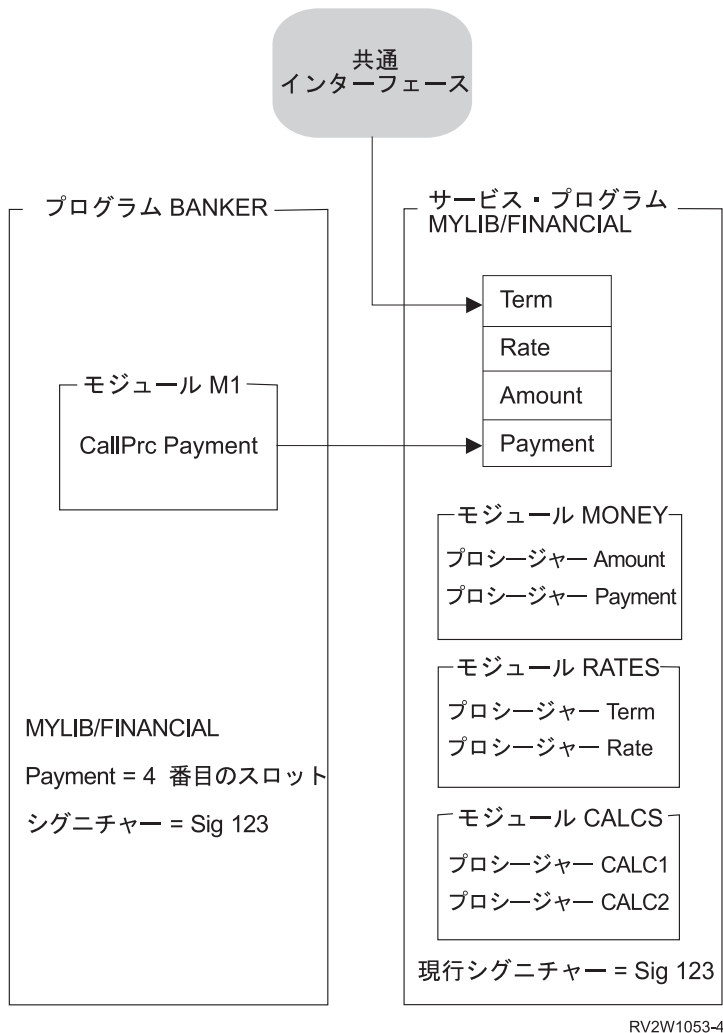 共通
インターフェース
プログラム BANKER
モジュール M1
CallPrc Payment
MYLIB/FINANCIAL
Payment = 4 番目のスロット
シグニチャー = Sig 123
サービス・プログラム
MYLIB/FINANCIAL
Term
Rate
Amount
Payment
モジュール MONEY
プロシージャー Amount
プロシージャー Payment
モジュール RATES
プロシージャー Term
プロシージャー Rate
モジュール CALCS
プロシージャー CALC1
プロシージャー CALC2
現行シグニチャー = Sig 123
RV2W1053-4